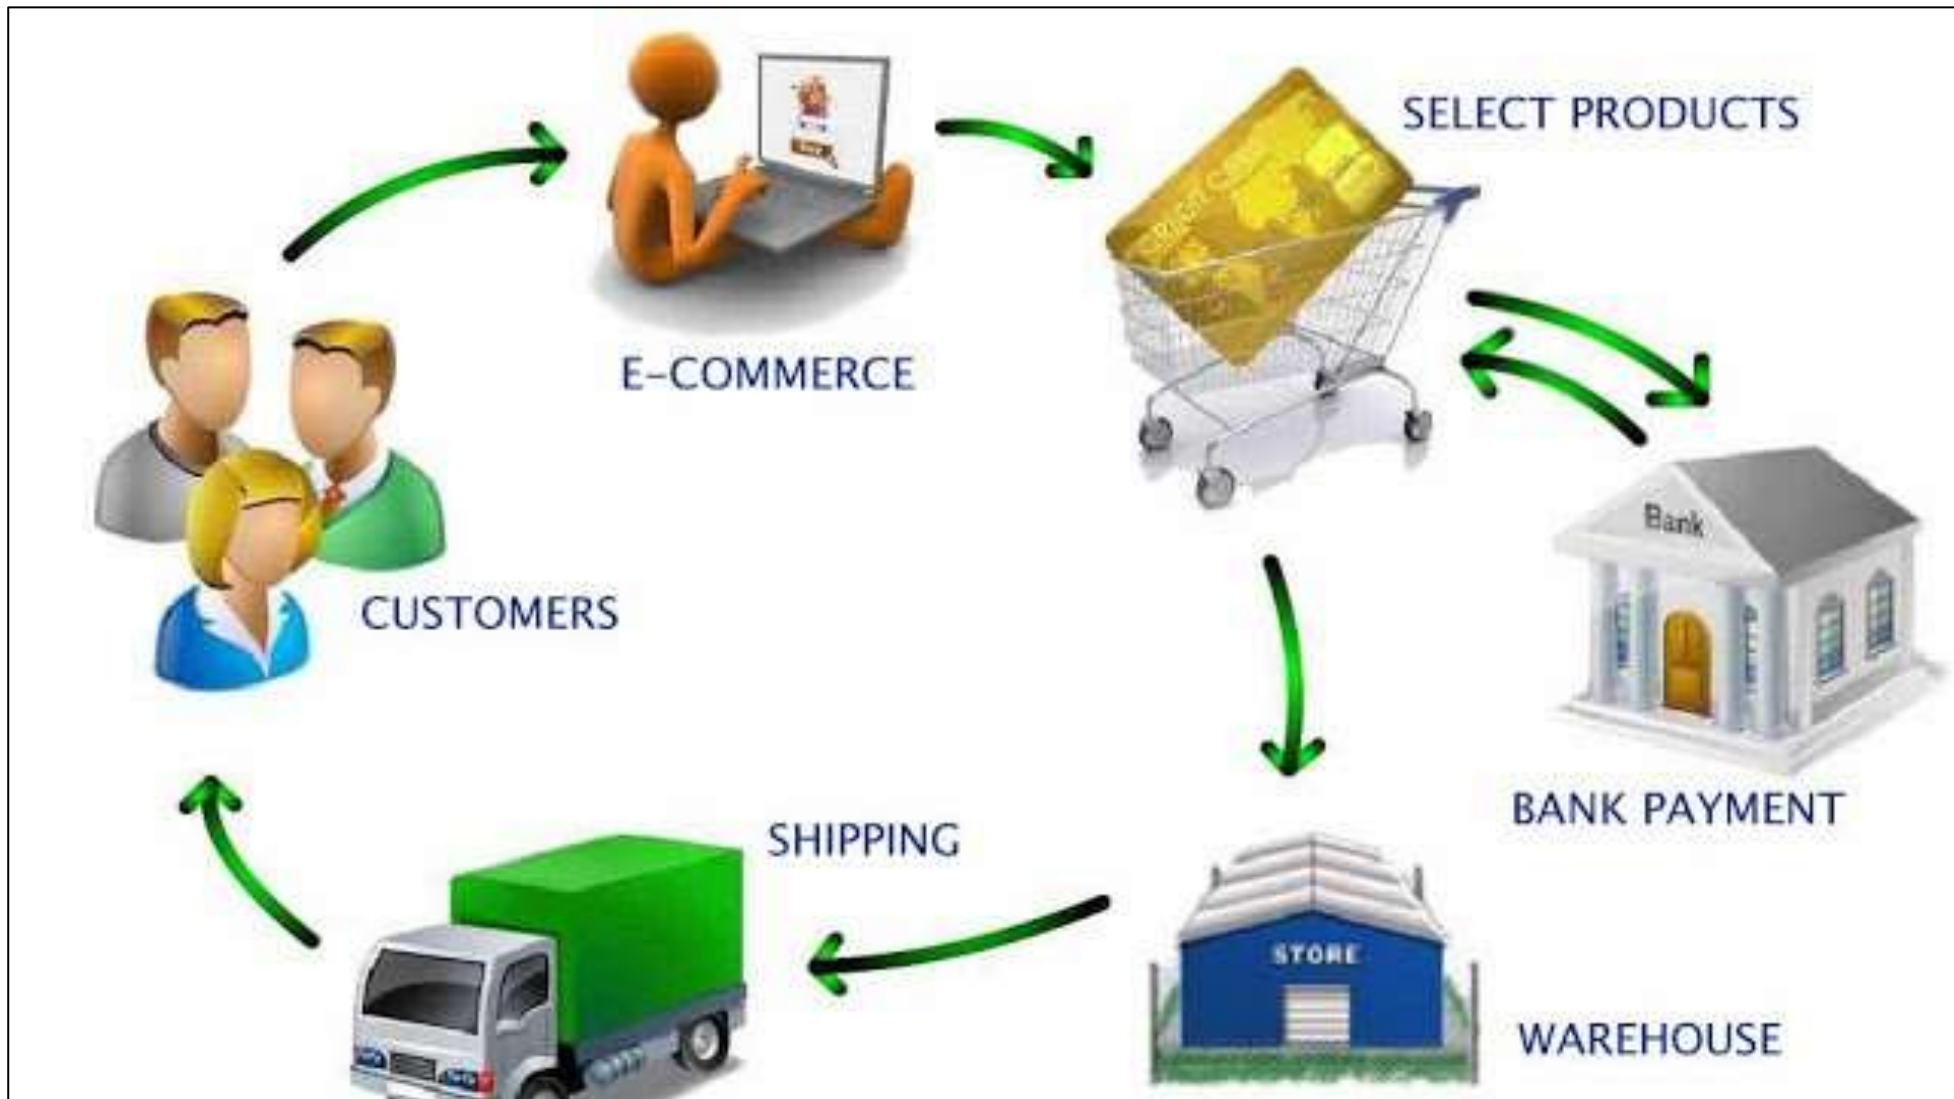 E-COMMERCE
SELECT PRODUCTS
CUSTOMERS
Bank
BANK PAYMENT
SHIPPING
STORE
WAREHOUSE